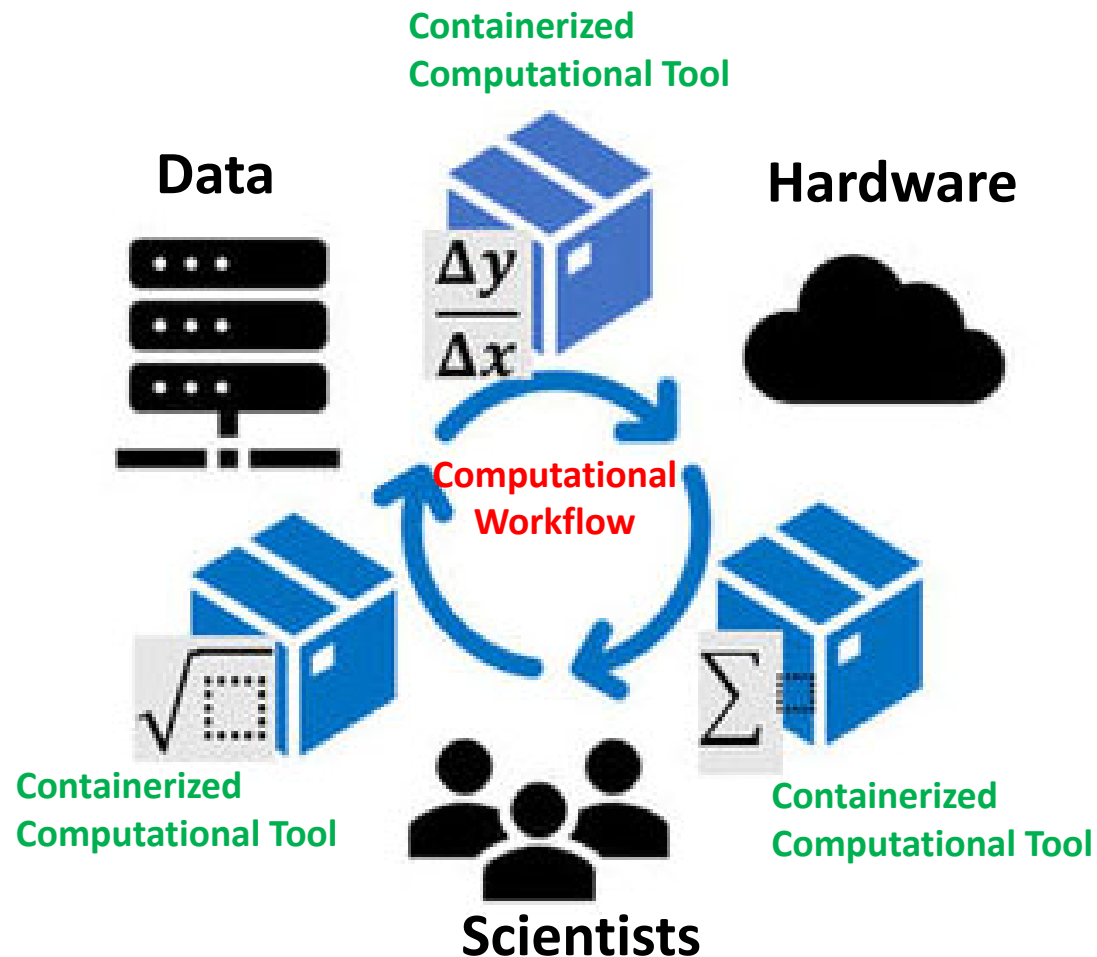 Containerized
Computational Tool
Data
Hardware
Δy
Δx
Computational
Workflow
√
∑
Containerized
Computational Tool
Containerized
Computational Tool
Scientists